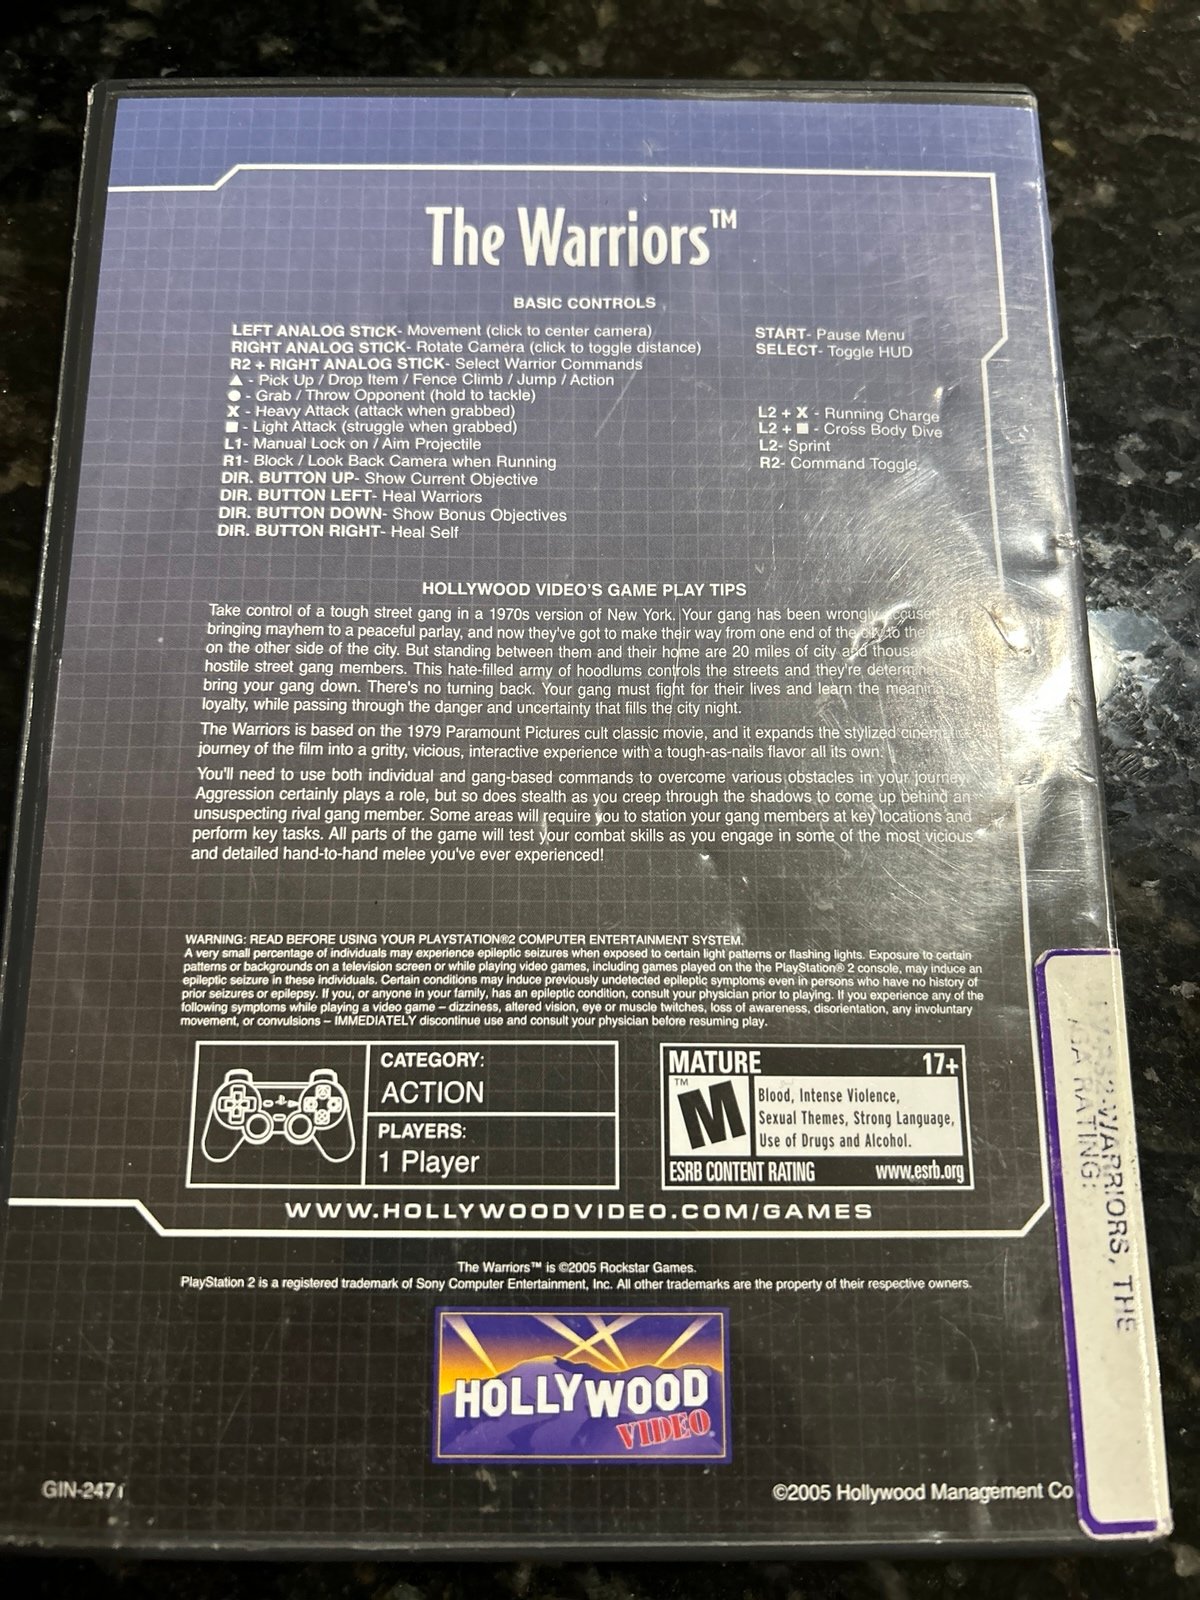 The Warriors™
BASIC CONTROLS
LEFT ANALOG STICK- Movement (click to center camera)
RIGHT ANALOG STICK- Rotate Camera (click to toggle distance)
R2 + RIGHT ANALOG STICK- Select Warrior Commands
▲ - Pick Up / Drop Item / Fence Climb / Jump / Action
● - Grab / Throw Opponent (hold to tackle)
X - Heavy Attack (attack when grabbed)
■ - Light Attack (struggle when grabbed)
L1- Manual Lock on / Aim Projectile
R1- Block / Look Back Camera when Running
DIR. BUTTON UP- Show Current Objective
DIR. BUTTON LEFT- Heal Warriors
DIR. BUTTON DOWN- Show Bonus Objectives
DIR. BUTTON RIGHT- Heal Self
START- Pause Menu
SELECT- Toggle HUD
L2 + X - Running Charge
L2 + ■ - Cross Body Dive
L2- Sprint
R2- Command Toggle
HOLLYWOOD VIDEO'S GAME PLAY TIPS
Take control of a tough street gang in a 1970s version of New York. Your gang has been wrongly
bringing mayhem to a peaceful parlay, and now they've got to make their way from one end of the city to the
on the other side of the city. But standing between them and their home are 20 miles of city and
hostile street gang members. This hate-filled army of hoodlums controls the streets and they're
bring your gang down. There's no turning back. Your gang must fight for their lives and learn the
loyalty, while passing through the danger and uncertainty that fills the city night.
The Warriors is based on the 1979 Paramount Pictures cult classic movie, and it expands the stylized
journey of the film into a gritty, vicious, interactive experience with a tough-as-nails flavor all its own.
You'll need to use both individual and gang-based commands to overcome various obstacles in your journey.
Aggression certainly plays a role, but so does stealth as you creep through the shadows to come up behind an
unsuspecting rival gang member. Some areas will require you to station your gang members at key locations and
perform key tasks. All parts of the game will test your combat skills as you engage in some of the most vicious
and detailed hand-to-hand melee you've ever experienced!
WARNING: READ BEFORE USING YOUR PLAYSTATION®2 COMPUTER ENTERTAINMENT SYSTEM.
A very small percentage of individuals may experience epileptic seizures when exposed to certain light patterns or flashing lights. Exposure to certain
patterns or backgrounds on a television screen or while playing video games, including games played on the the PlayStation® 2 console, may induce an
epileptic seizure in these individuals. Certain conditions may induce previously undetected epileptic symptoms even in persons who have no history of
prior seizures or epilepsy. If you, or anyone in your family, has an epileptic condition, consult your physician prior to playing. If you experience any of the
following symptoms while playing a video game – dizziness, altered vision, eye or muscle twitches, loss of awareness, disorientation, any involuntary
movement, or convulsions – IMMEDIATELY discontinue use and consult your physician before resuming play.
CATEGORY:
ACTION
PLAYERS:
1 Player
MATURE 17+
M™
Blood, Intense Violence,
Sexual Themes, Strong Language,
Use of Drugs and Alcohol.
ESRB CONTENT RATING www.esrb.org
WWW.HOLLYWOODVIDEO.COM/GAMES
The Warriors™ is ©2005 Rockstar Games.
PlayStation 2 is a registered trademark of Sony Computer Entertainment, Inc. All other trademarks are the property of their respective owners.
HOLLYWOOD
VIDEO®
GIN-2471
©2005 Hollywood Management Co
WARRIORS, THE
RATING: